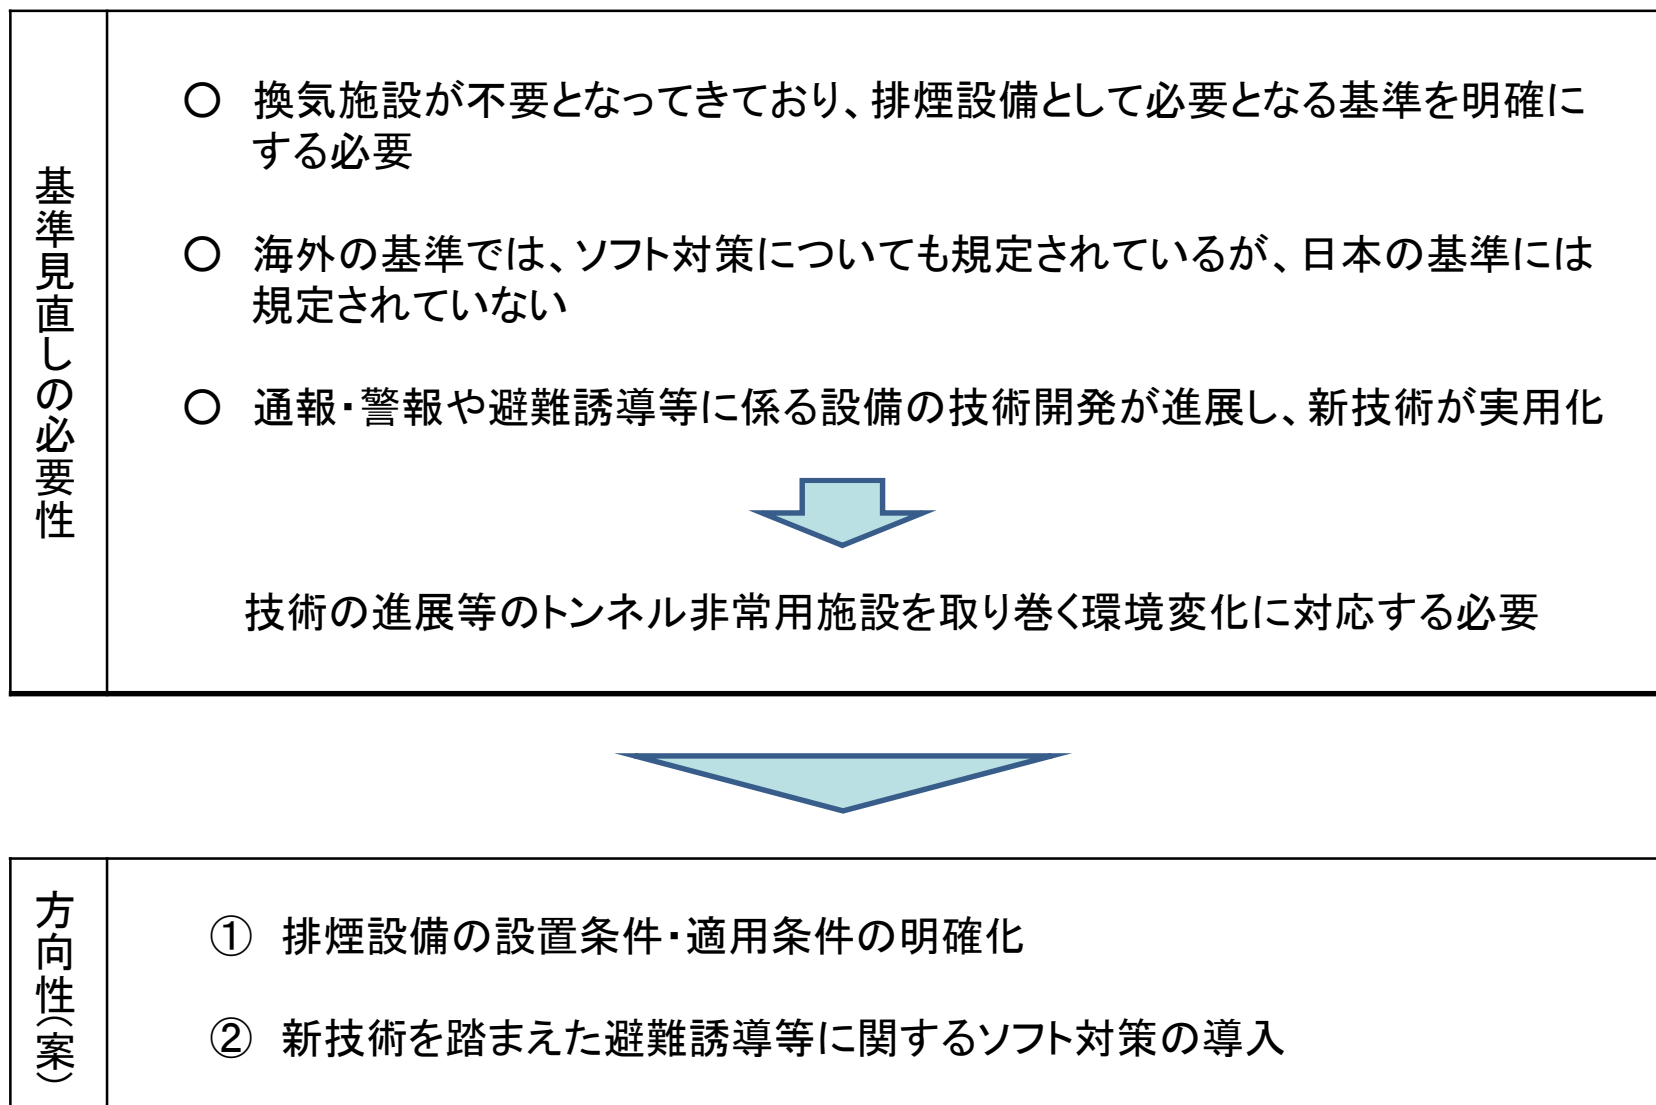 基準見直しの必要性
○ 換気施設が不要となってきており、排煙設備として必要となる基準を明確に
する必要
○ 海外の基準では、ソフト対策についても規定されているが、日本の基準には
規定されていない
○ 通報・警報や避難誘導等に係る設備の技術開発が進展し、新技術が実用化
技術の進展等のトンネル非常用施設を取り巻く環境変化に対応する必要
方向性(案)
① 排煙設備の設置条件・適用条件の明確化
② 新技術を踏まえた避難誘導等に関するソフト対策の導入